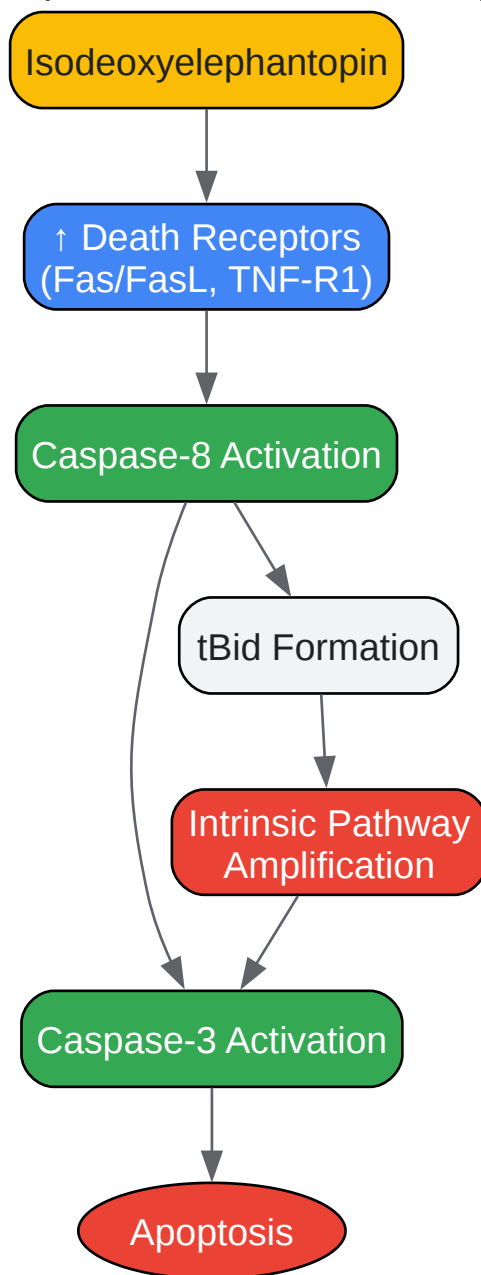 Isodeoxyelephantopin
↑ Death Receptors
(Fas/FasL, TNF-R1)
Caspase-8 Activation
tBid Formation
Intrinsic Pathway
Amplification
Caspase-3 Activation
Apoptosis